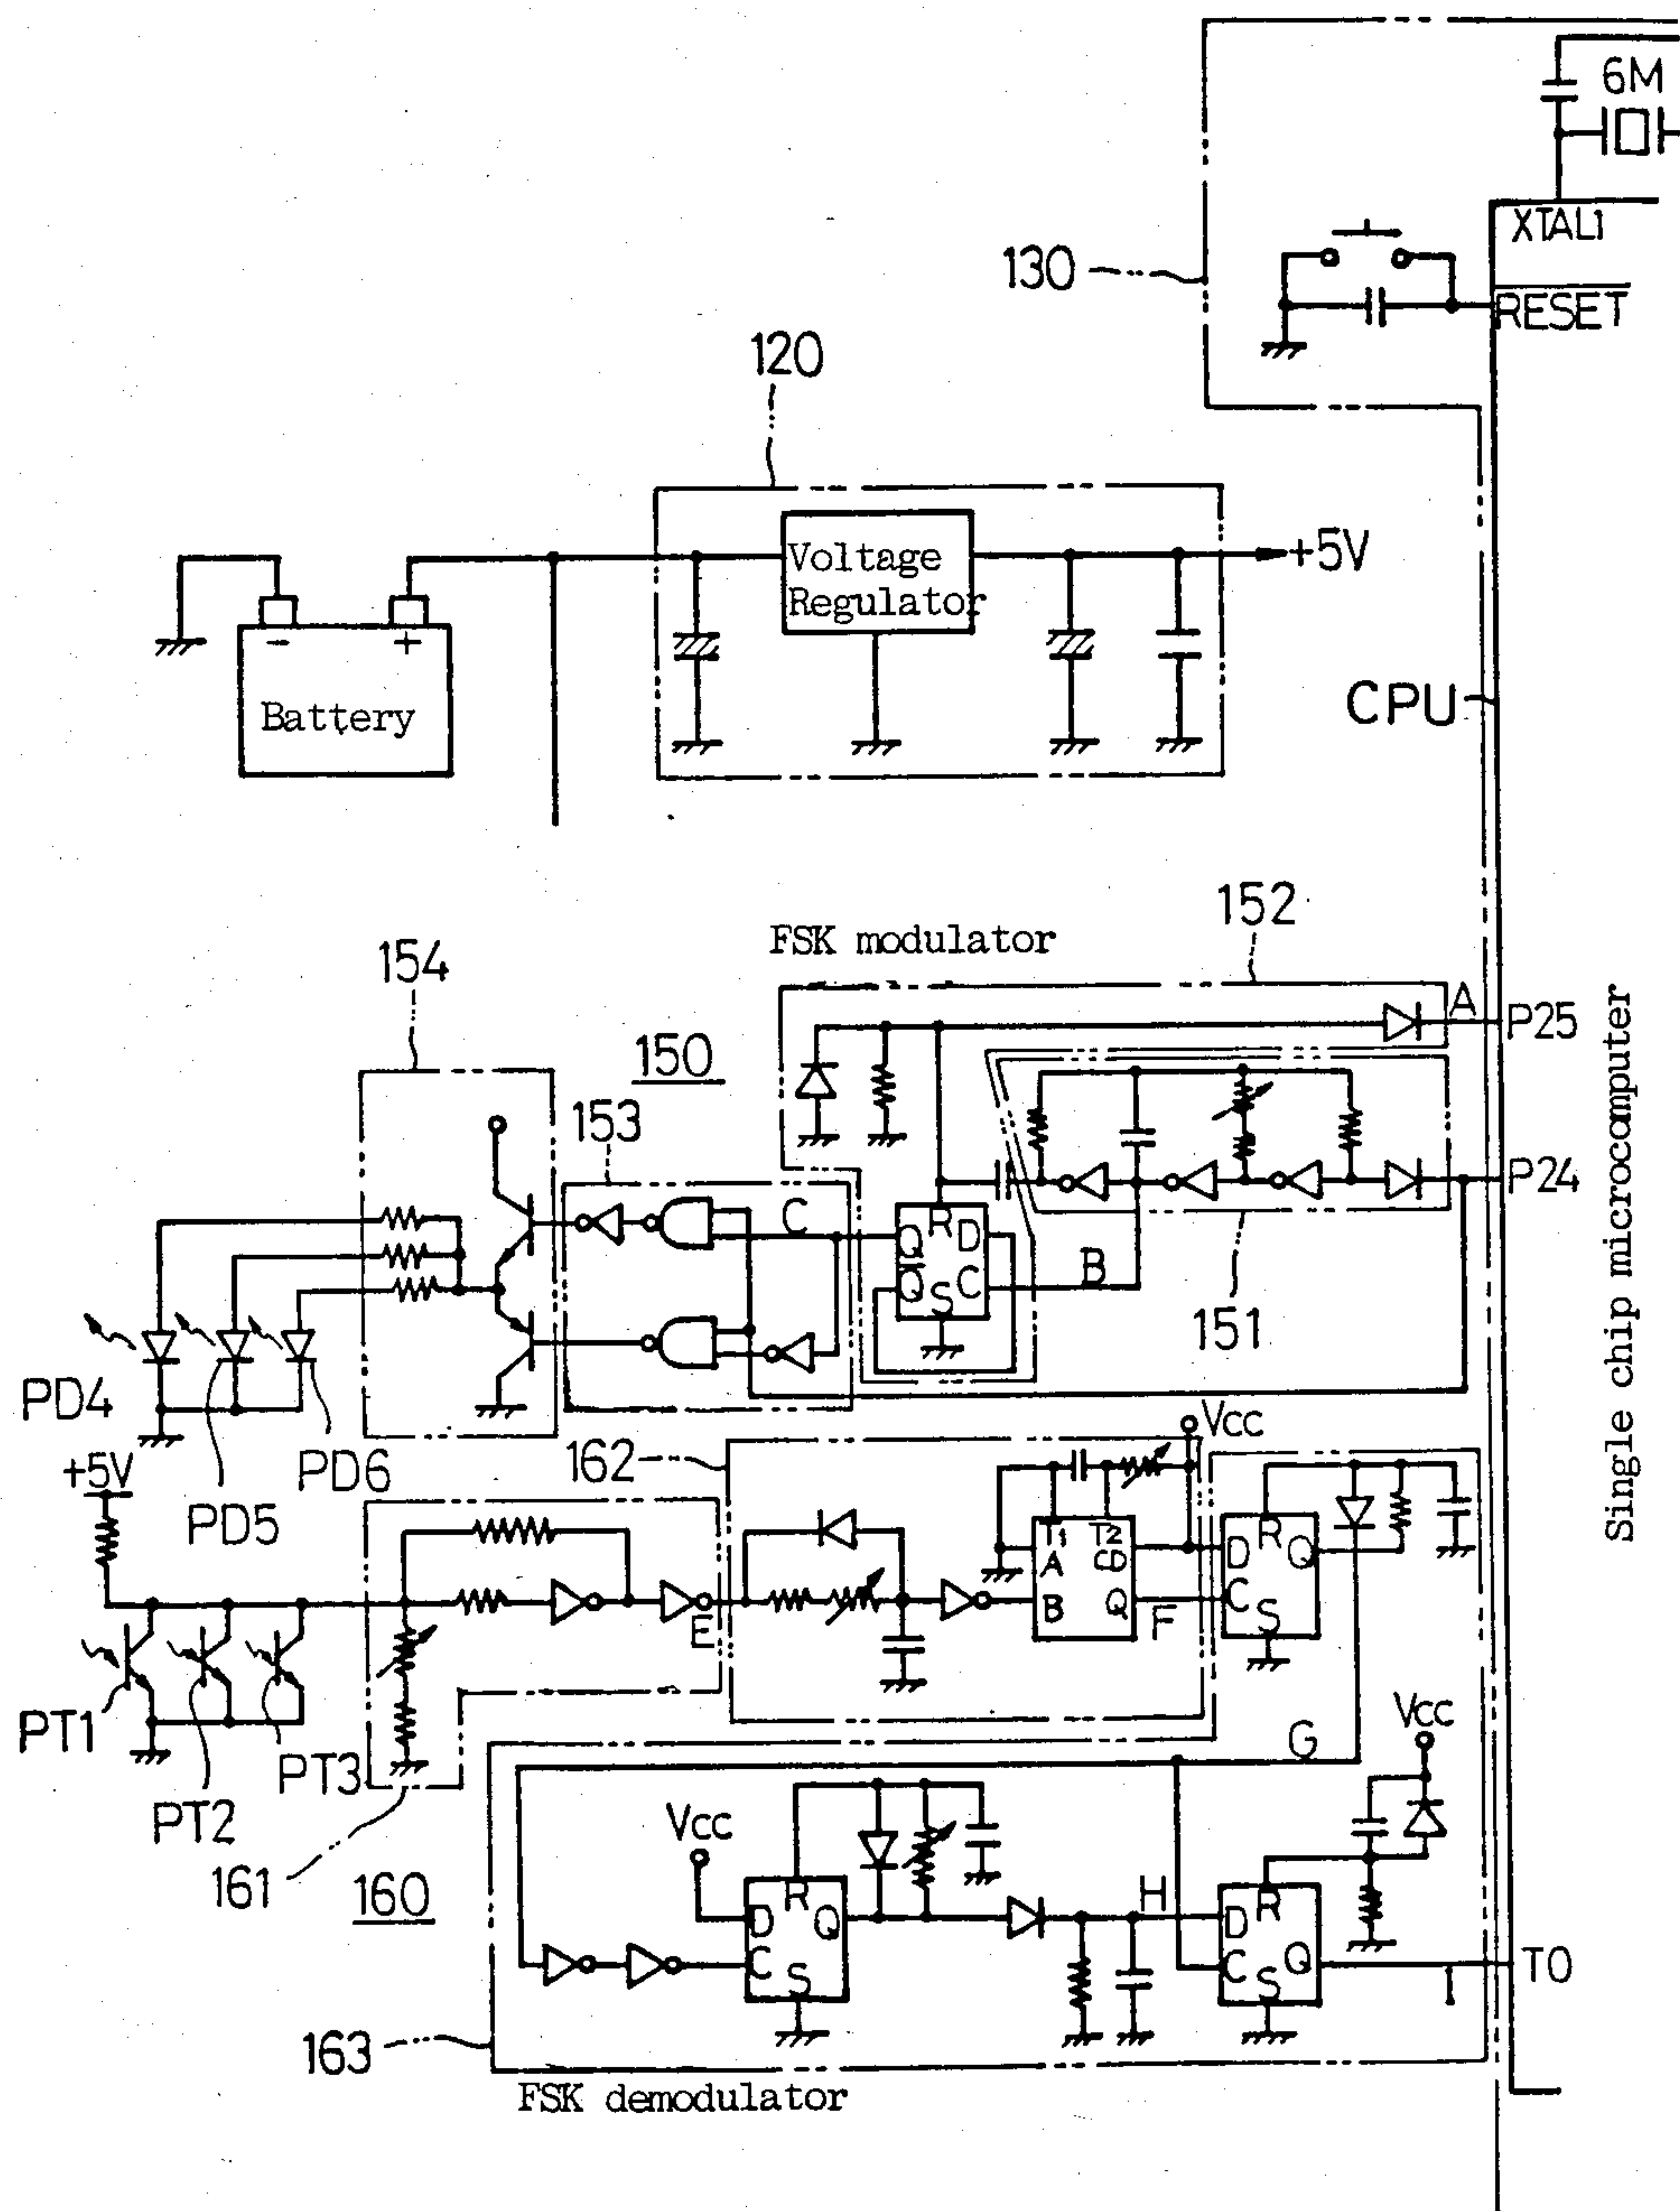 6M
XTAL1
130
RESET
120
Voltage
Regulator
+5V
- +
Battery
CPU
152
FSK modulator
154
A P25
150
153
P24
C
Q R D
Q̅ S C
B
151
Single chip microcomputer
PD4
PD6
PD5
162
Vcc
+5V
T1 T2
A CD
B Q
F
D R Q
C S
E
PT1
PT3
PT2
161
160
G
Vcc
Vcc
D R Q
C S
H
D R Q
C S
I
T0
163
FSK demodulator